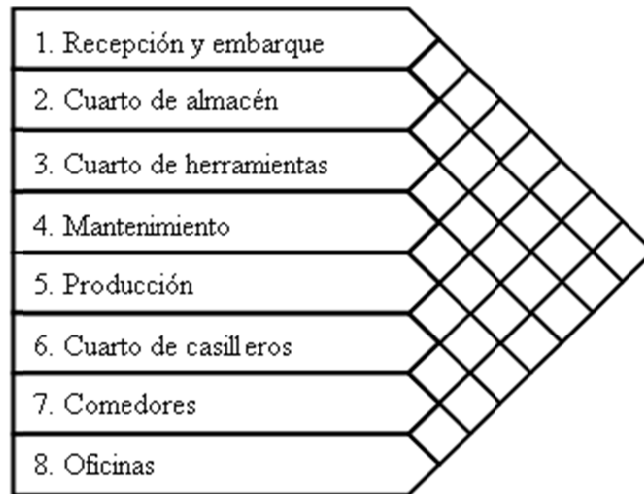 1. Recepción y embarque
2. Cuarto de almacén
3. Cuarto de herramientas
4. Mantenimiento
5. Producción
6. Cuarto de casilleros
7. Comedores
8. Oficinas